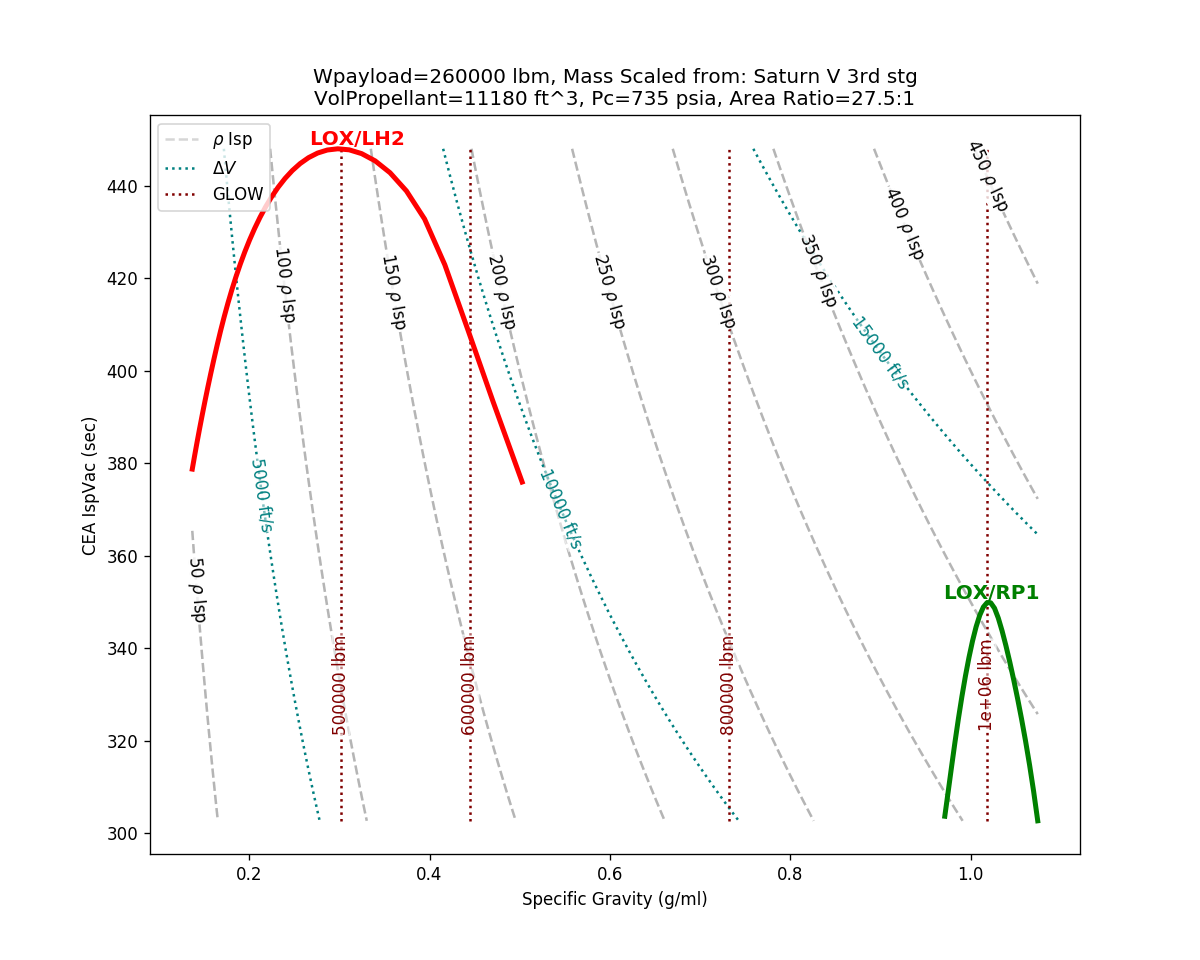 Wpayload=260000 lbm, Mass Scaled from: Saturn V 3rd stg
VolPropellant=11180 ft^3, Pc=735 psia, Area Ratio=27.5:1
ρ Isp
ΔV
GLOW
LOX/LH2
LOX/RP1
50 ρ Isp
100 ρ Isp
150 ρ Isp
200 ρ Isp
250 ρ Isp
300 ρ Isp
350 ρ Isp
400 ρ Isp
450 ρ Isp
5000 ft/s
10000 ft/s
15000 ft/s
500000 lbm
600000 lbm
800000 lbm
1e+06 lbm
CEA IspVac (sec)
440
420
400
380
360
340
320
300
0.2
0.4
0.6
0.8
1.0
Specific Gravity (g/ml)